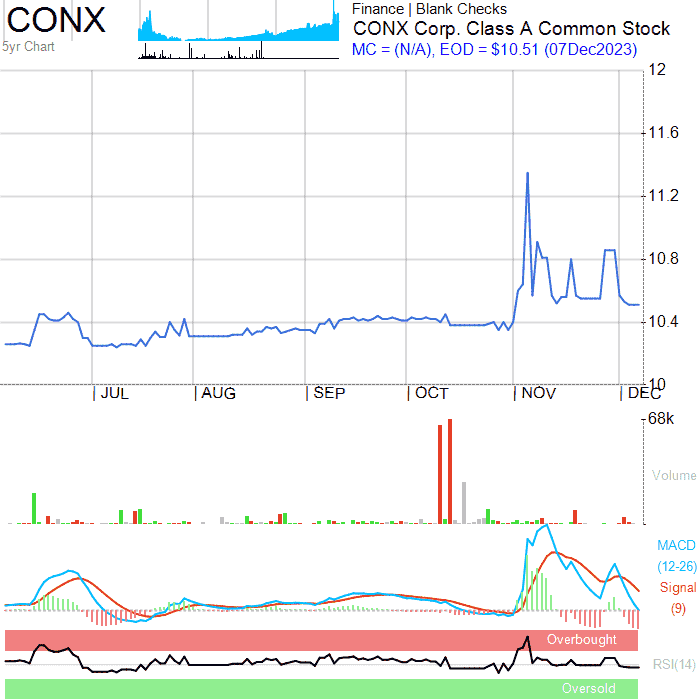 CONX
5yr Chart
Finance | Blank Checks
CONX Corp. Class A Common Stock
MC = (N/A), EOD = $10.51 (07Dec2023)
12
11.6
11.2
10.8
10.4
10
JUL AUG SEP OCT NOV DEC
68k
Volume
MACD
(12-26)
Signal
(9)
Overbought
RSI(14)
Oversold